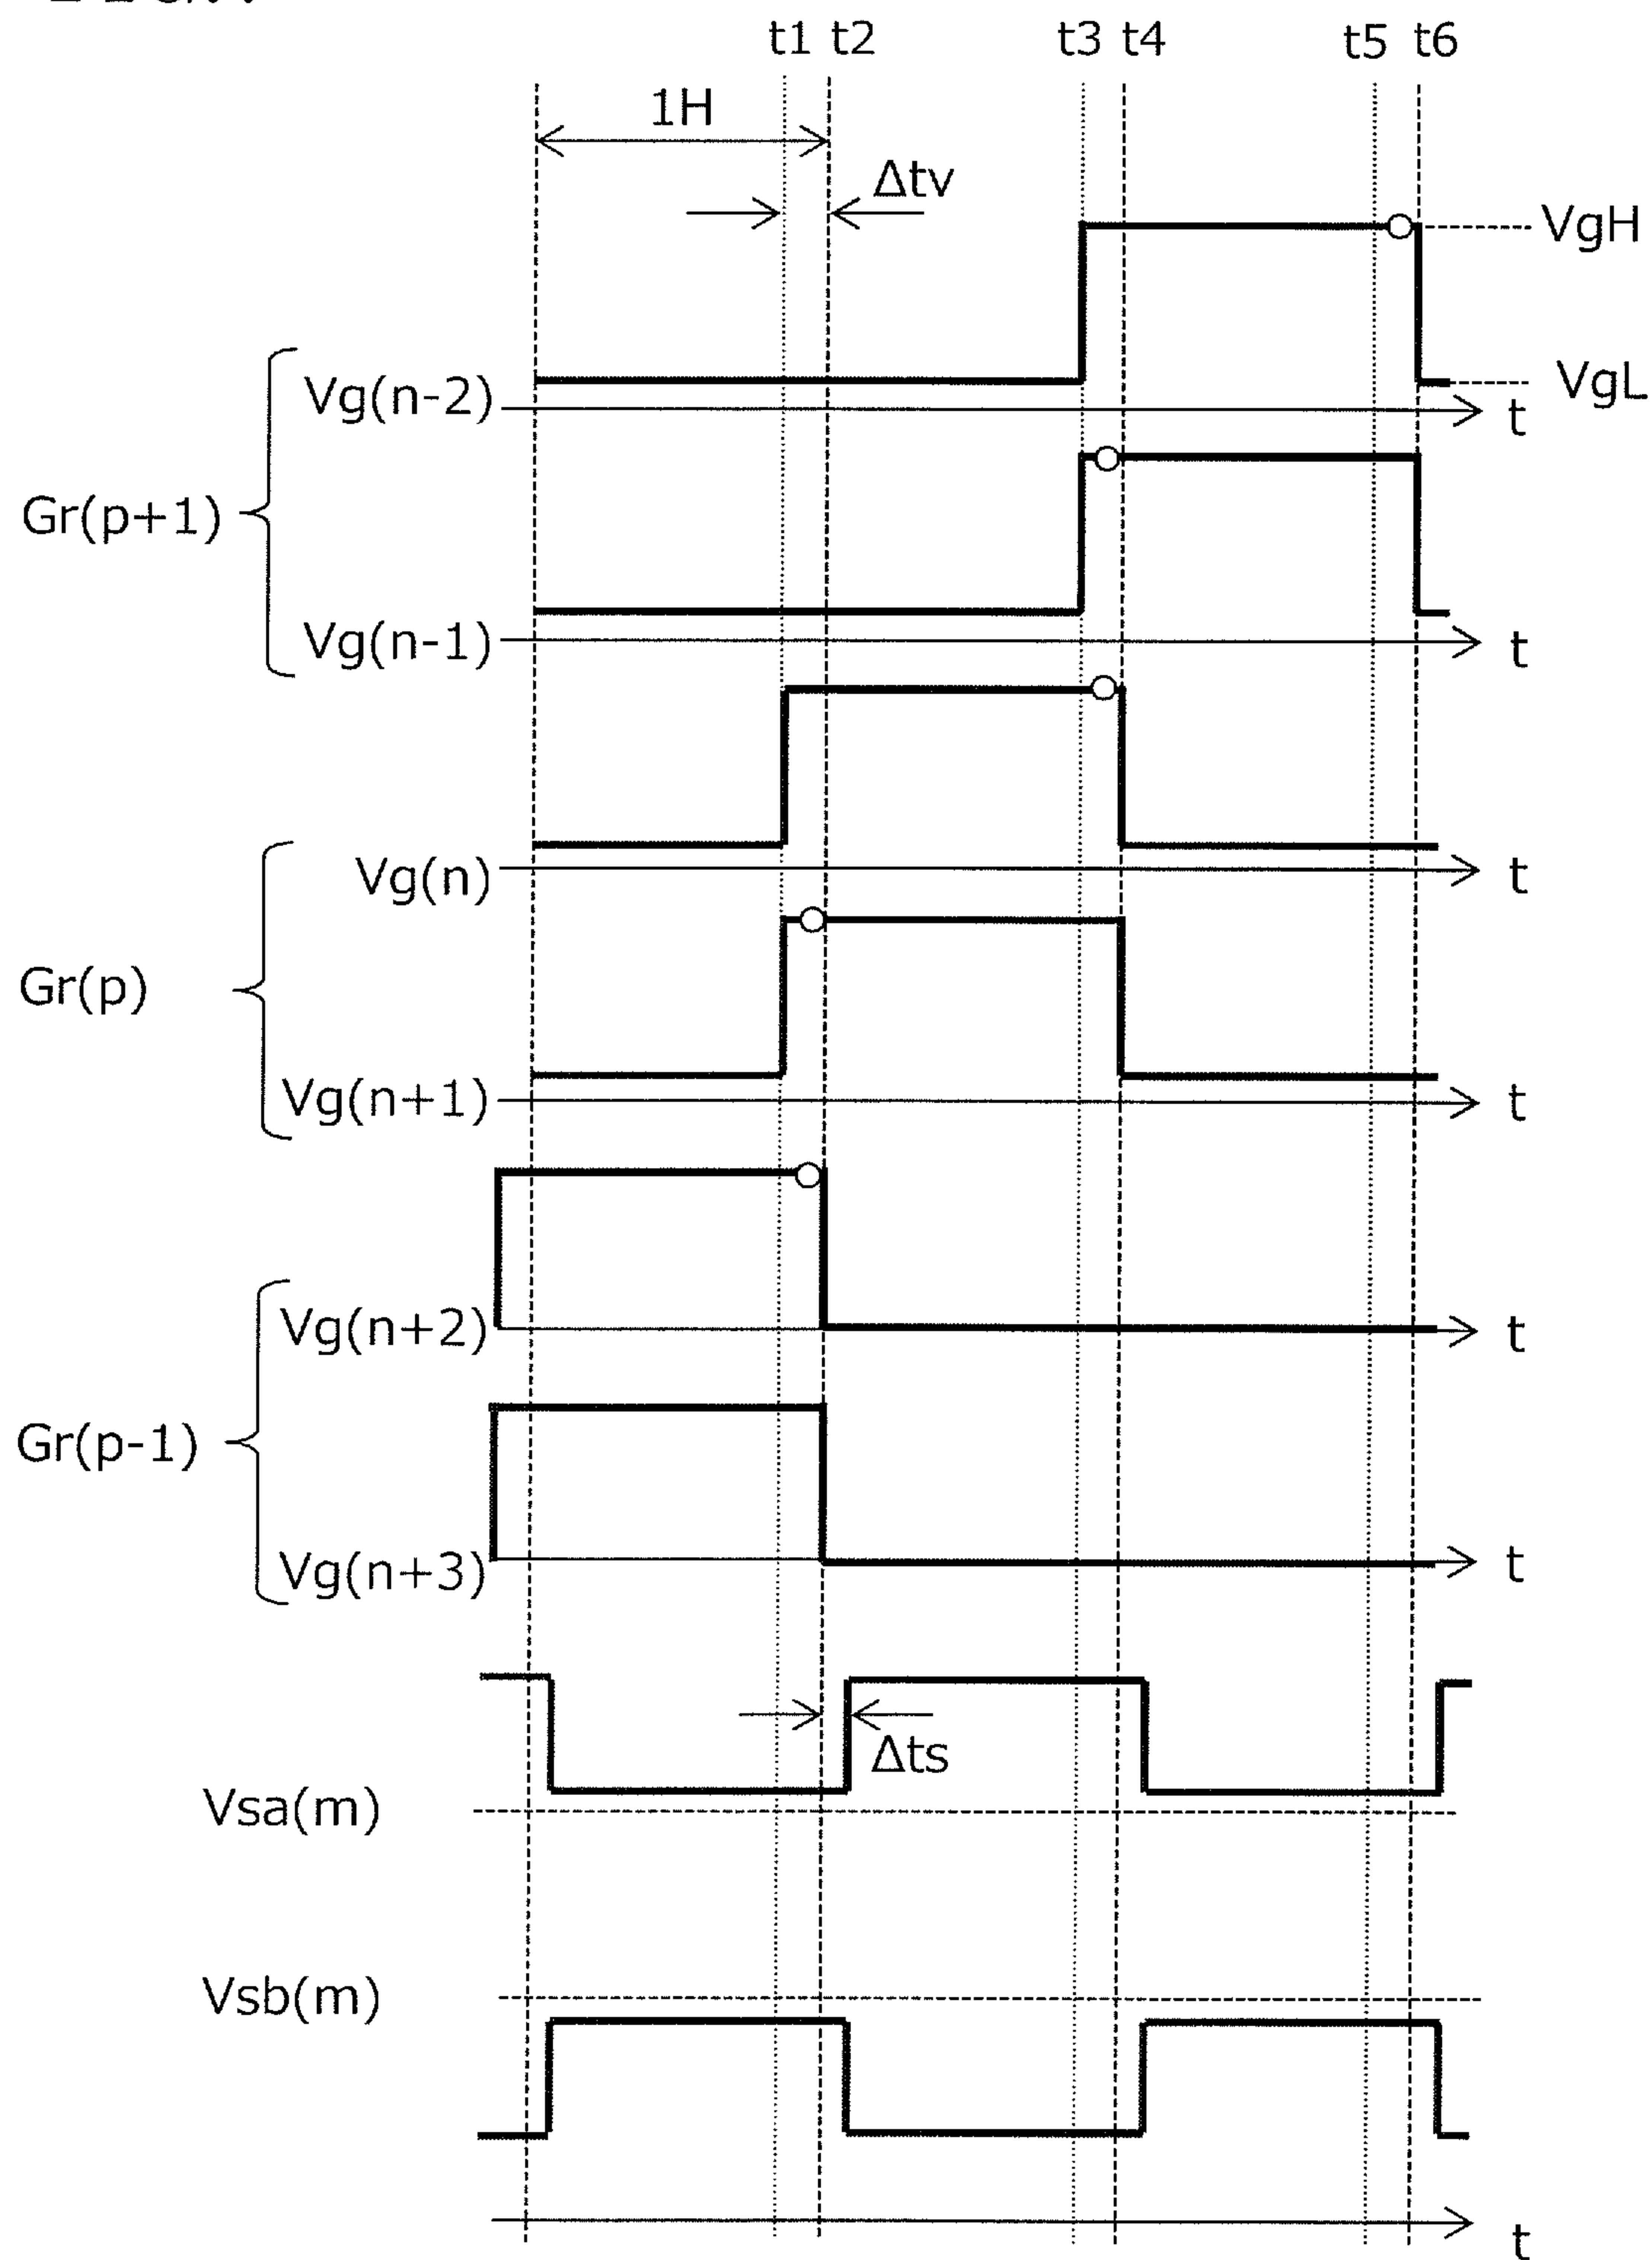 t1 t2 t3 t4 t5 t6
1H
Δtv
VgH
Vg(n-2) VgL
t
Gr(p+1)
Vg(n-1) t
Vg(n) t
Gr(p)
Vg(n+1) t
Vg(n+2) t
Gr(p-1)
Vg(n+3) t
Δts
Vsa(m)
Vsb(m)
t